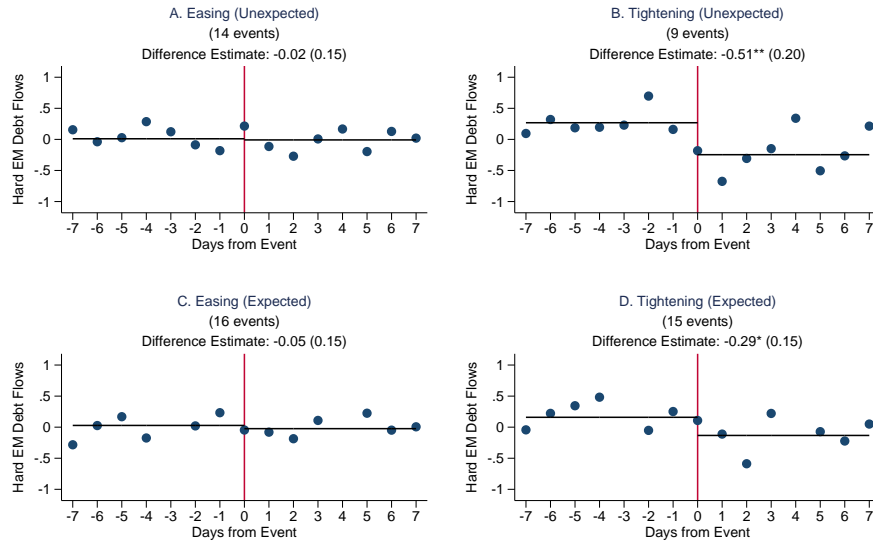 A. Easing (Unexpected)
(14 events)
Difference Estimate: -0.02 (0.15)
Hard EM Debt Flows
1
.5
0
-.5
-1
-7 -6 -5 -4 -3 -2 -1 0 1 2 3 4 5 6 7
Days from Event
B. Tightening (Unexpected)
(9 events)
Difference Estimate: -0.51** (0.20)
Hard EM Debt Flows
1
.5
0
-.5
-1
-7 -6 -5 -4 -3 -2 -1 0 1 2 3 4 5 6 7
Days from Event
C. Easing (Expected)
(16 events)
Difference Estimate: -0.05 (0.15)
Hard EM Debt Flows
1
.5
0
-.5
-1
-7 -6 -5 -4 -3 -2 -1 0 1 2 3 4 5 6 7
Days from Event
D. Tightening (Expected)
(15 events)
Difference Estimate: -0.29* (0.15)
Hard EM Debt Flows
1
.5
0
-.5
-1
-7 -6 -5 -4 -3 -2 -1 0 1 2 3 4 5 6 7
Days from Event